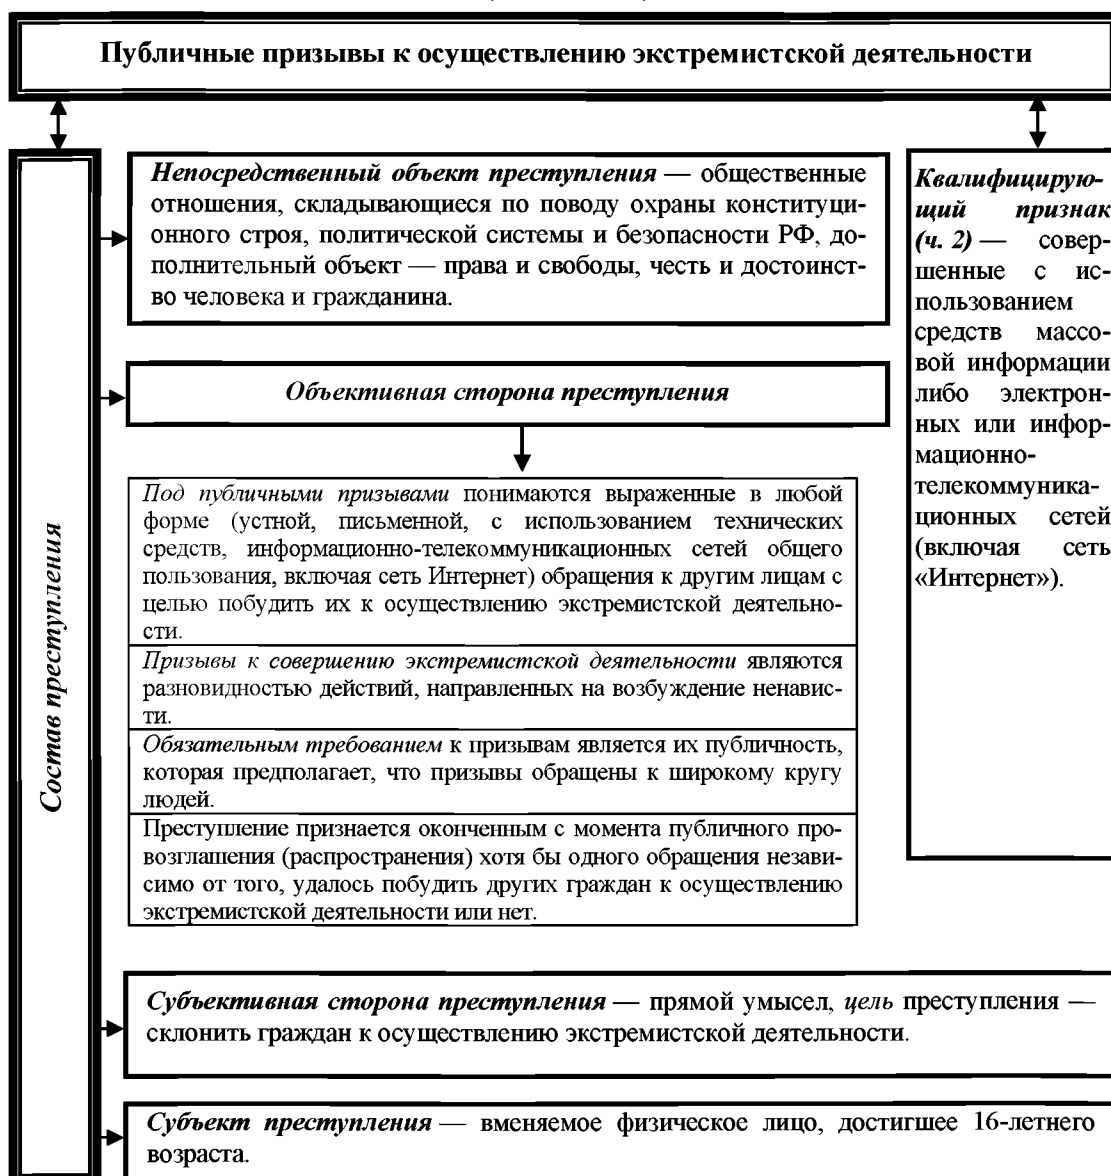 Публичные призывы к осуществлению экстремистской деятельности
Непосредственный объект преступления — общественные
отношения, складывающиеся по поводу охраны конституци-
онного строя, политической системы и безопасности РФ, до-
полнительный объект — права и свободы, честь и достоинст-
во человека и гражданина.
Квалифицирую-
щий признак
(ч. 2) — совер-
шенные с ис-
пользованием
средств массо-
вой информации
либо электрон-
ных или инфор-
мационно-
телекоммуника-
ционных сетей
(включая сеть
«Интернет»).
Объективная сторона преступления
Под публичными призывами понимаются выраженные в любой
форме (устной, письменной, с использованием технических
средств, информационно-телекоммуникационных сетей общего
пользования, включая сеть Интернет) обращения к другим лицам с
целью побудить их к осуществлению экстремистской деятельно-
сти.
Призывы к совершению экстремистской деятельности являются
разновидностью действий, направленных на возбуждение ненавис-
ти.
Обязательным требованием к призывам является их публичность,
которая предполагает, что призывы обращены к широкому кругу
людей.
Преступление признается оконченным с момента публичного про-
возглашения (распространения) хотя бы одного обращения незави-
симо от того, удалось побудить других граждан к осуществлению
экстремистской деятельности или нет.
Состав преступления
Субъективная сторона преступления — прямой умысел, цель преступления —
склонить граждан к осуществлению экстремистской деятельности.
Субъект преступления — вменяемое физическое лицо, достигшее 16-летнего
возраста.